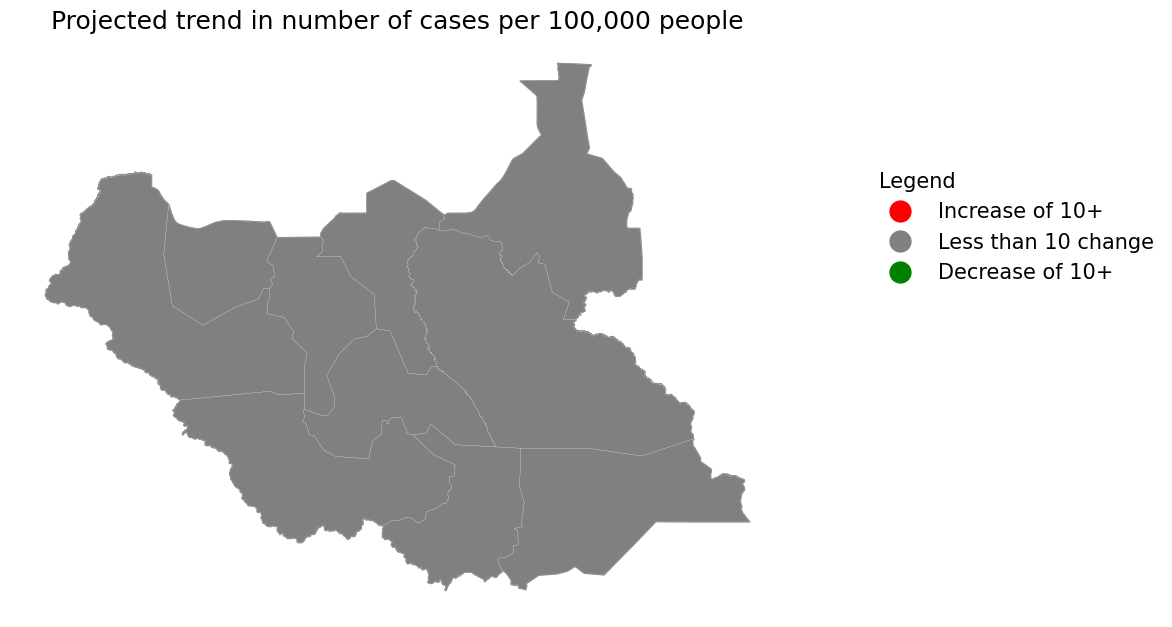 Projected trend in number of cases per 100,000 people
Legend
Increase of 10+
Less than 10 change
Decrease of 10+